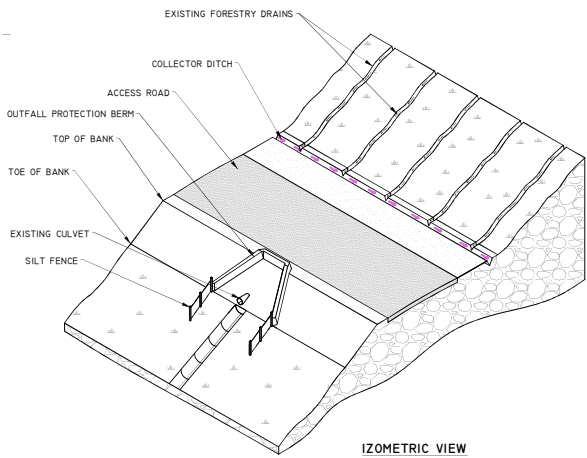 EXISTING FORESTRY DRAINS
COLLECTOR DITCH
ACCESS ROAD
OUTFALL PROTECTION BERM
TOP OF BANK
TOE OF BANK
EXISTING CULVET
SILT FENCE
IZOMETRIC VIEW